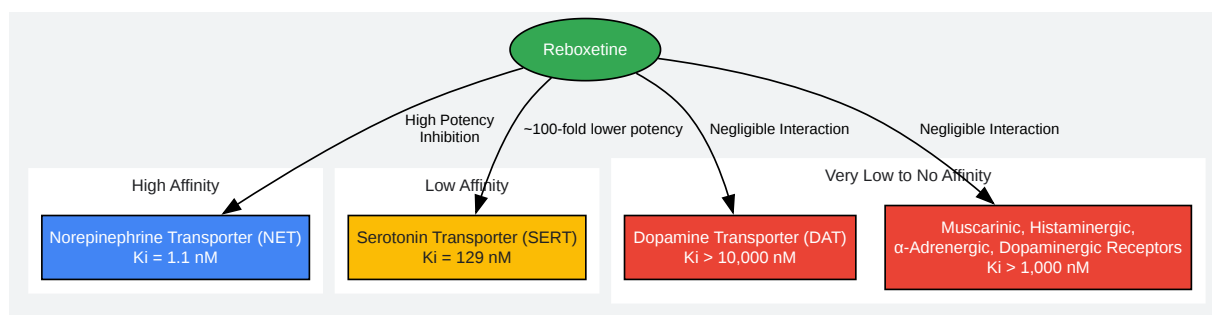 Reboxetine
High Potency
Inhibition
~100-fold lower potency
Negligible Interaction
Negligible Interaction
High Affinity
Low Affinity
Very Low to No Affinity
Norepinephrine Transporter (NET)
Ki = 1.1 nM
Serotonin Transporter (SERT)
Ki = 129 nM
Dopamine Transporter (DAT)
Ki > 10,000 nM
Muscarinic, Histaminergic,
α-Adrenergic, Dopaminergic Receptors
Ki > 1,000 nM